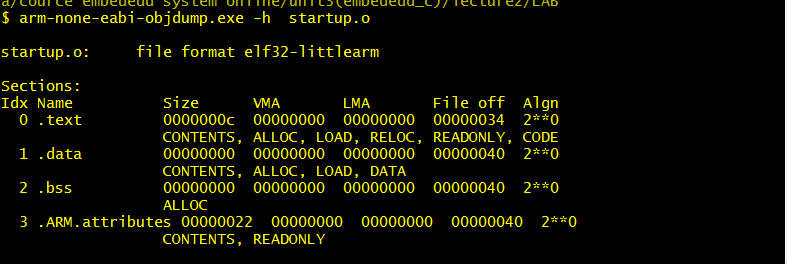 a/cource embededd system online/unit3(embededd_c)/lecture2/LAB
$ arm-none-eabi-objdump.exe -h  startup.o

startup.o:     file format elf32-littlearm

Sections:
Idx Name          Size      VMA       LMA       File off  Algn
  0 .text         0000000c  00000000  00000000  00000034  2**0
                  CONTENTS, ALLOC, LOAD, RELOC, READONLY, CODE
  1 .data         00000000  00000000  00000000  00000040  2**0
                  CONTENTS, ALLOC, LOAD, DATA
  2 .bss          00000000  00000000  00000000  00000040  2**0
                  ALLOC
  3 .ARM.attributes 00000022  00000000  00000000  00000040  2**0
                  CONTENTS, READONLY